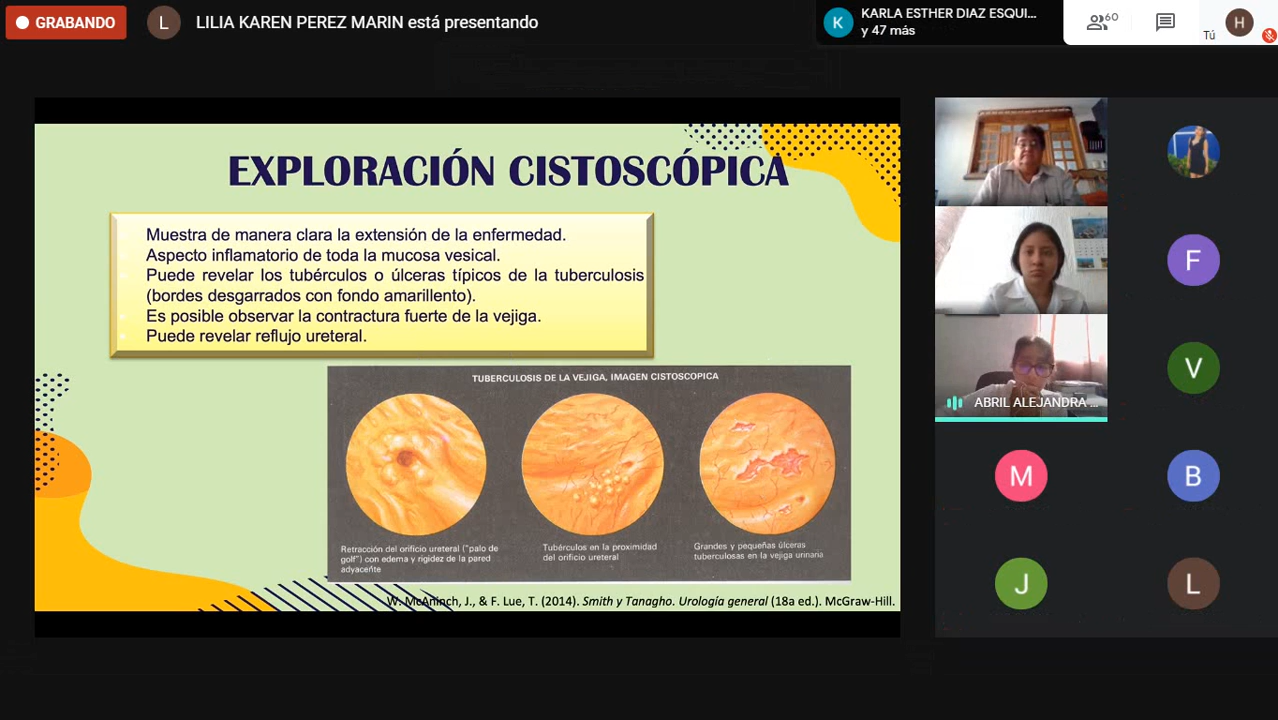 GRABANDO
L
LILIA KAREN PEREZ MARIN está presentando
K
KARLA ESTHER DIAZ ESQUI...
y 47 más
60
Tú
H
EXPLORACIÓN CISTOSCÓPICA
Muestra de manera clara la extensión de la enfermedad.
Aspecto inflamatorio de toda la mucosa vesical.
Puede revelar los tubérculos o úlceras típicos de la tuberculosis
(bordes desgarrados con fondo amarillento).
Es posible observar la contractura fuerte de la vejiga.
Puede revelar reflujo ureteral.
TUBERCULOSIS DE LA VEJIGA, IMAGEN CISTOSCOPICA
Retracción del orificio ureteral ("palo de
golf") con edema y rigidez de la pared
adyacente
Tubérculos en la proximidad
del orificio ureteral
Grandes y pequeñas úlceras
tuberculosas en la vejiga urinaria
W. McAninch, J., & F. Lue, T. (2014). Smith y Tanagho. Urología general (18a ed.). McGraw-Hill.
ABRIL ALEJANDRA ...
F
V
M
B
J
L